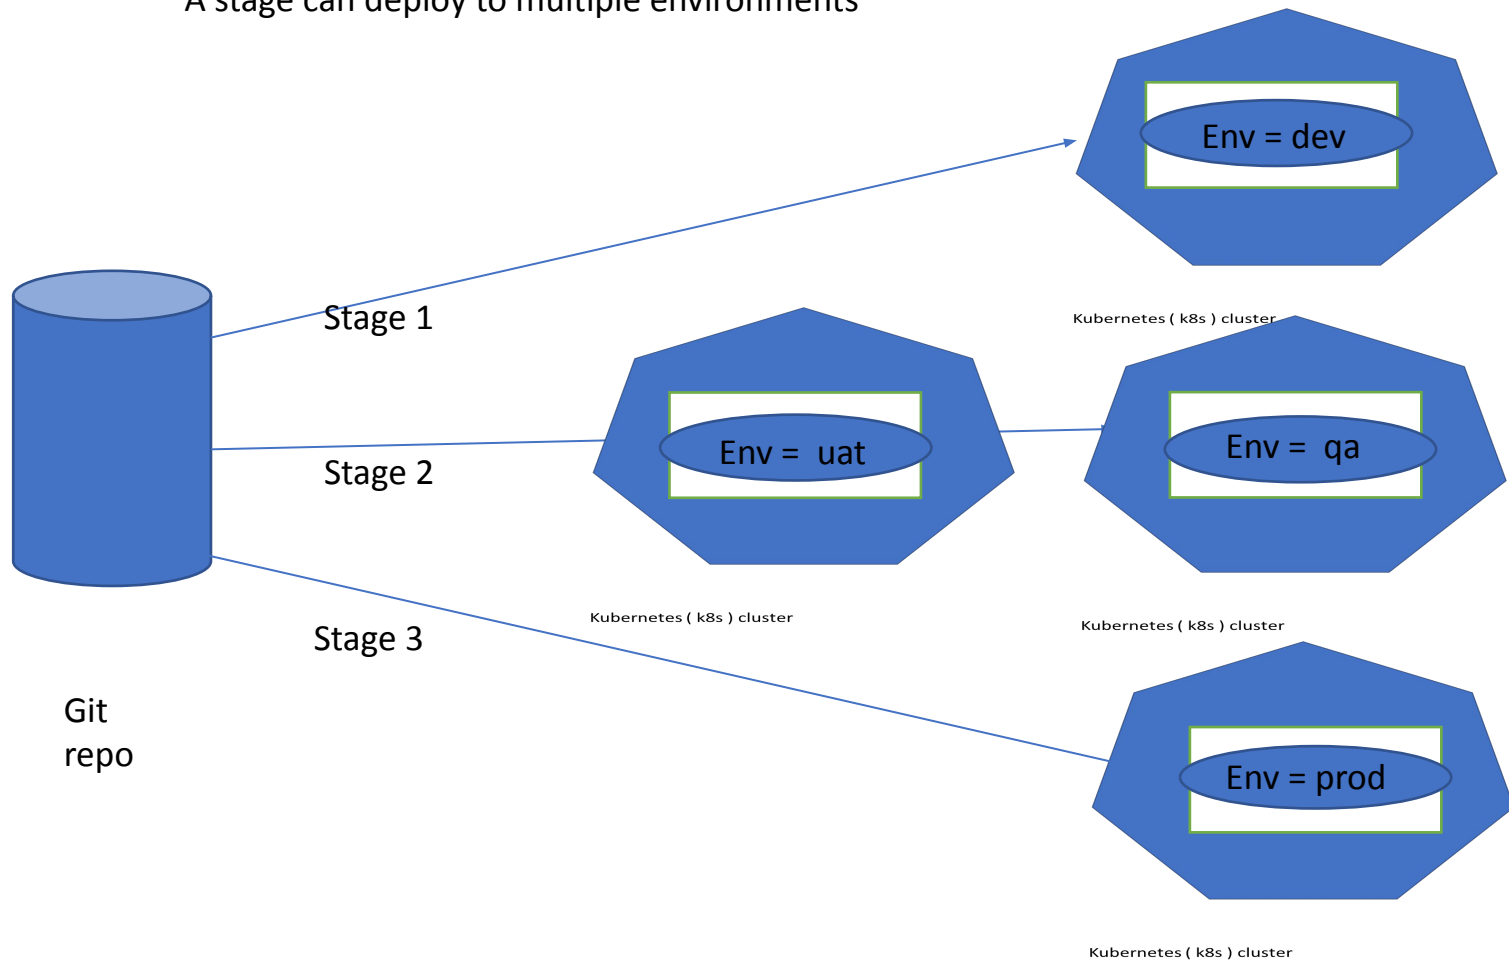 A stage can deploy to multiple environments
Env = dev
Stage 1
Kubernetes ( k8s ) cluster
Env =  uat
Env =  qa
Stage 2
Kubernetes ( k8s ) cluster
Kubernetes ( k8s ) cluster
Stage 3
Git
repo
Env = prod
Kubernetes ( k8s ) cluster